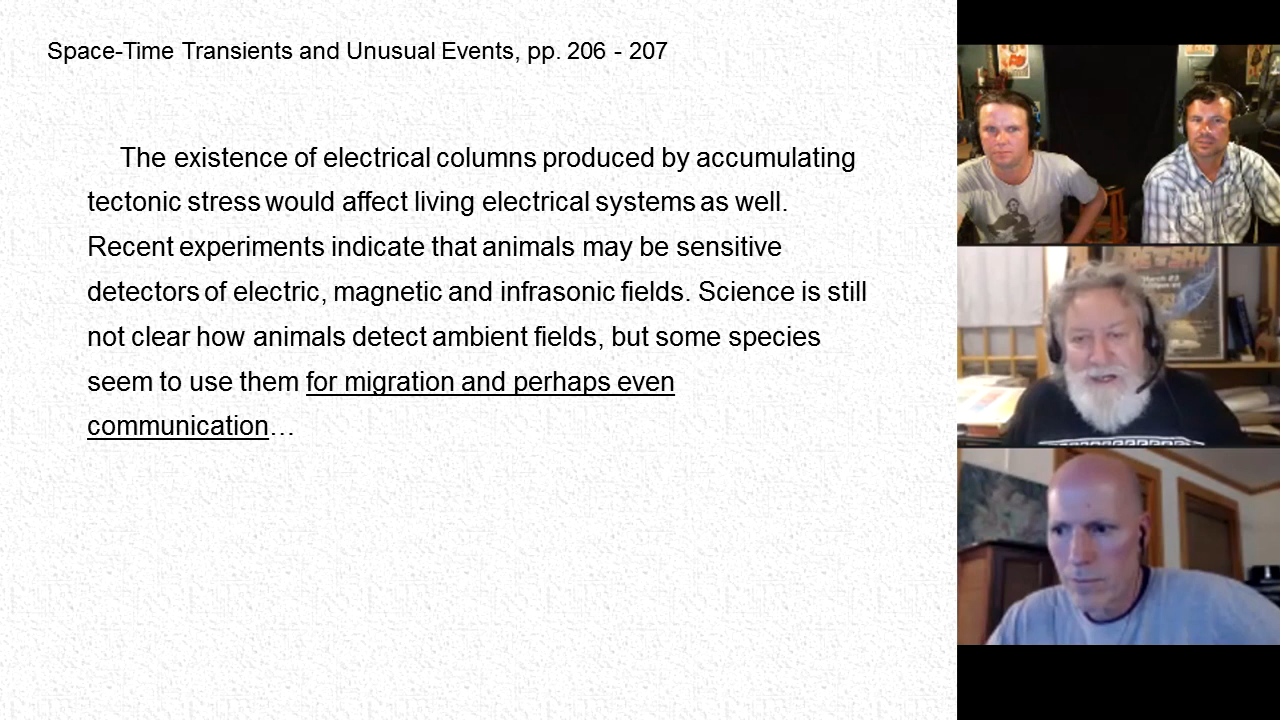 Space-Time Transients and Unusual Events, pp. 206 - 207
The existence of electrical columns produced by accumulating
tectonic stress would affect living electrical systems as well.
Recent experiments indicate that animals may be sensitive
detectors of electric, magnetic and infrasonic fields. Science is still
not clear how animals detect ambient fields, but some species
seem to use them for migration and perhaps even
communication…